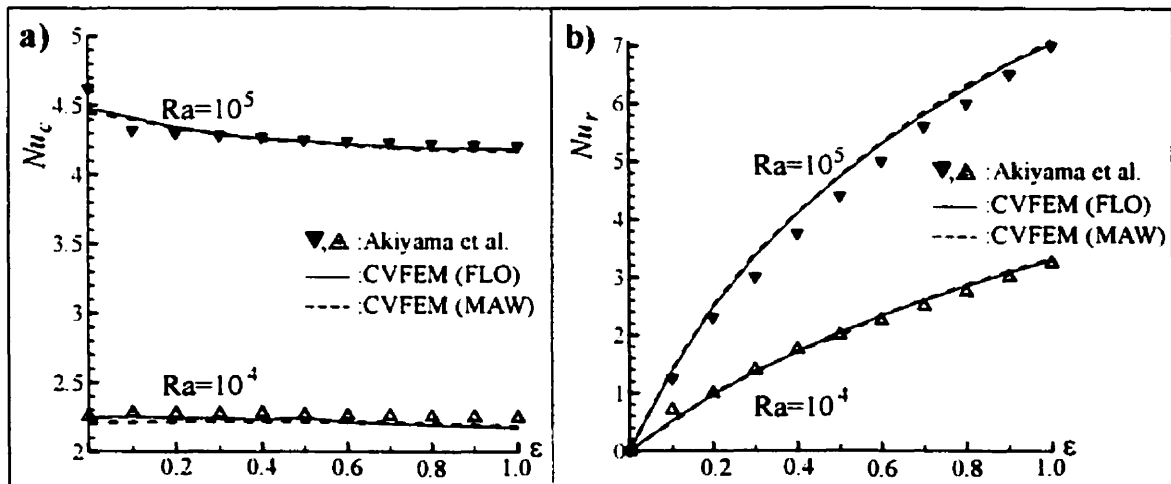 a)
5
4.5
4
3.5
3
2.5
2
Nu_c
Ra=10^5
▼,△ :Akiyama et al.
:CVFEM (FLO)
:CVFEM (MAW)
Ra=10^4
0.2 0.4 0.6 0.8 1.0 ε
b)
7
6
5
4
3
2
1
0
Nu_r
Ra=10^5
▼,△ :Akiyama et al.
:CVFEM (FLO)
:CVFEM (MAW)
Ra=10^4
0.2 0.4 0.6 0.8 1.0 ε